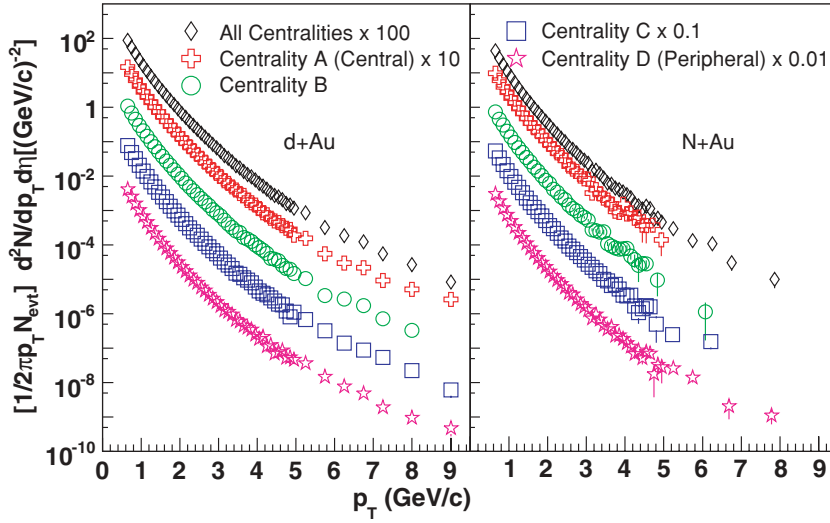 [1/2πp_T N_evt] d²N/dp_T dη[(GeV/c)⁻²]
10²
1
10⁻²
10⁻⁴
10⁻⁶
10⁻⁸
10⁻¹⁰
All Centralities x 100
Centrality A (Central) x 10
Centrality B
d+Au
Centrality C x 0.1
Centrality D (Peripheral) x 0.01
N+Au
0 1 2 3 4 5 6 7 8 9
1 2 3 4 5 6 7 8 9
p_T (GeV/c)
p_T (GeV/c)